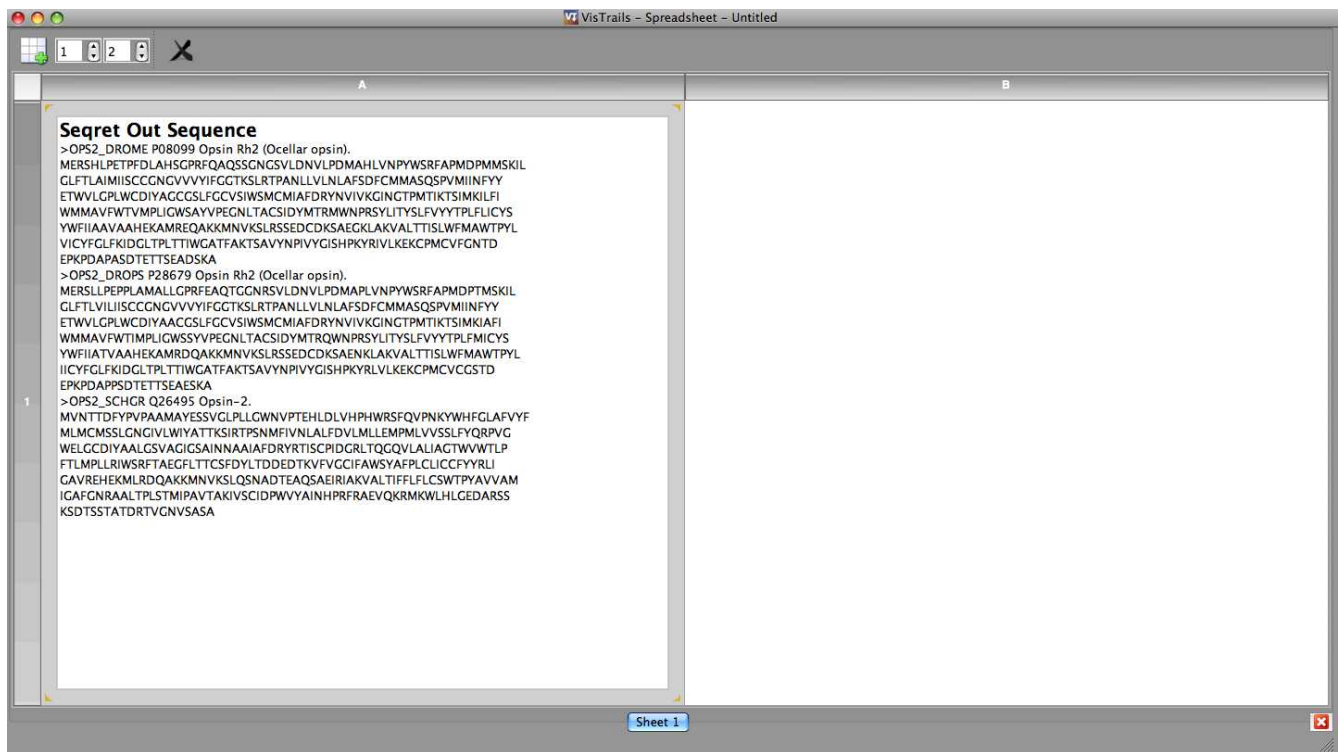 VisTrails - Spreadsheet - Untitled
1 2
A B
Seqret Out Sequence
>OPS2_DROME P08099 Opsin Rh2 (Ocellar opsin).
MERSHLPETPFDLAHSGPRFQAQSSGNGSVLDNVLPDMAHLVNPYWSRFAPMDPMMSKIL
GLFTLAIMIISCCGNGVVVYIFGGTKSLRTPANLLVLNLAFSDFCMMASQSPVMIINFYY
ETWVLGPLWCDIYAGCGSLFGCVSIWSMCMIAFDRYNVIVKGINGTPMTIKTSIMKILFI
WMMAVFWTVMPLIGWSAYVPEGNLTACSIDYMTRMWNPRSYLITYSLFVYYTPLFLICYS
YWFIIAAVAAHEKAMREQAKKMNVKSLRSSEDCDKSAEGKLAKVALTTISLWFMAWTPYL
VICYFGLFKIDGLTPLTTIWGATFAKTSAVYNPIVYGISHPKYRIVLKEKCPMCVFGNTD
EPKPDAPASDTETTSEADSKA
>OPS2_DROPS P28679 Opsin Rh2 (Ocellar opsin).
MERSLLPEPPLAMALLGPRFEAQTGGNRSVLDNVLPDMAPLVNPYWSRFAPMDPTMSKIL
GLFTLVILIISCCGNGVVVYIFGGTKSLRTPANLLVLNLAFSDFCMMASQSPVMIINFYY
ETWVLGPLWCDIYAACGSLFGCVSIWSMCMIAFDRYNVIVKGINGTPMTIKTSIMKIAFI
WMMAVFWTIMPLIGWSSYVPEGNLTACSIDYMTRQWNPRSYLITYSLFVYYTPLFMICYS
YWFIIATVAAHEKAMRDQAKKMNVKSLRSSEDCDKSAENKLAKVALTTISLWFMAWTPYL
IICYFGLFKIDGLTPLTTIWGATFAKTSAVYNPIVYGISHPKYRLVLKEKCPMCVCGSTD
EPKPDAPPSDTETTSEAESKA
1
>OPS2_SCHGR Q26495 Opsin-2.
MVNTTDFYPVPAAMAYESSVGLPLLGWNVPTEHLDLVHPHWRSFQVPNKYWHFGLAFVYF
MLMCMSSLGNGIVLWIYATTKSIRTPSNMFIVNLALFDVLMLLEMPMLVVSSLFYQRPVG
WELGCDIYAALGSVAGIGSAINNAAIAFDRYRTISCPIDGRLTQGQVLALIAGTWVWTLP
FTLMPLLRIWSRFTAEGFLTTCSFDYLTDDEDTKVFVGCIFAWSYAFPLCLICCFYYRLI
GAVREHEKMLRDQAKKMNVKSLQSNADTEAQSAEIRIAKVALTIFFLFLCSWTPYAVVAM
IGAFGNRAALTPLSTMIPAVTAKIVSCIDPWVYAINHPRFRAEVQKRMKWLHLGEDARSS
KSDTSSTATDRTVGNVSASA
Sheet 1